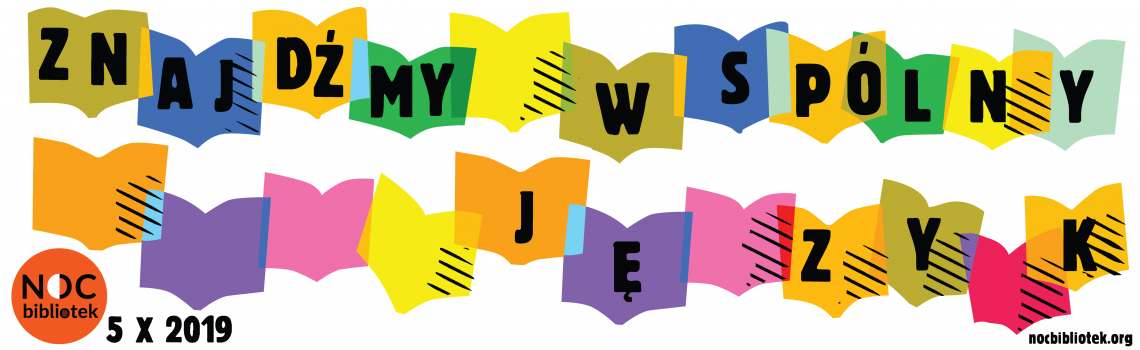 ZNAJDŹMY WSPÓLNY
JĘZYK
NOC
bibliotek
5 X 2019
nocbibliotek.org